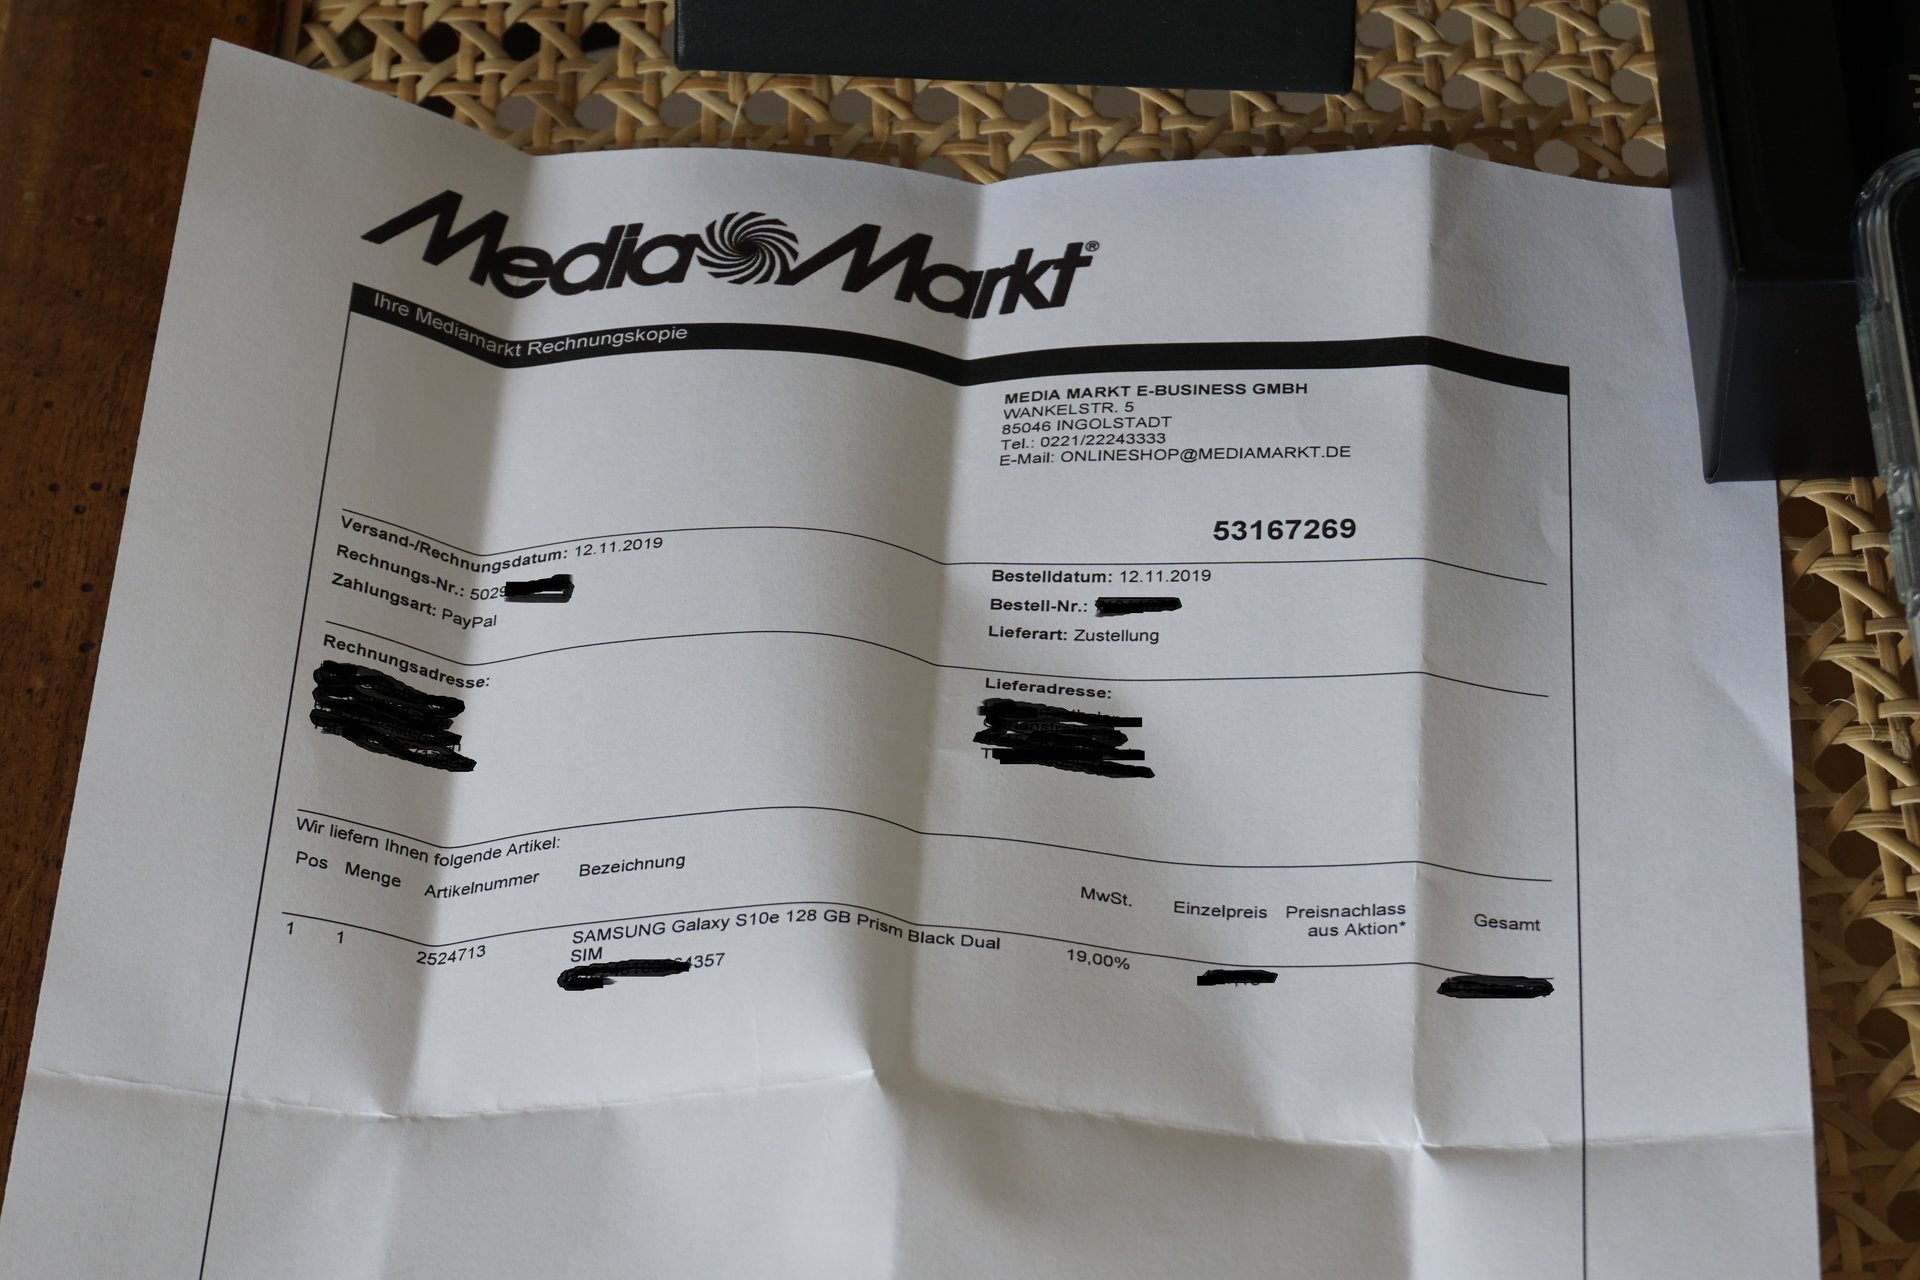 Media Markt®
Ihre Mediamarkt Rechnungskopie
MEDIA MARKT E-BUSINESS GMBH
WANKELSTR. 5
85046 INGOLSTADT
Tel.: 0221/22243333
E-Mail: ONLINESHOP@MEDIAMARKT.DE
53167269
Versand-/Rechnungsdatum: 12.11.2019
Rechnungs-Nr.: 5029
Zahlungsart: PayPal
Bestelldatum: 12.11.2019
Bestell-Nr.:
Lieferart: Zustellung
Rechnungsadresse:
Lieferadresse:
Wir liefern Ihnen folgende Artikel:
Pos Menge Artikelnummer Bezeichnung MwSt. Einzelpreis Preisnachlass Gesamt
aus Aktion*
1 1 2524713 SAMSUNG Galaxy S10e 128 GB Prism Black Dual 19,00%
SIM
4357